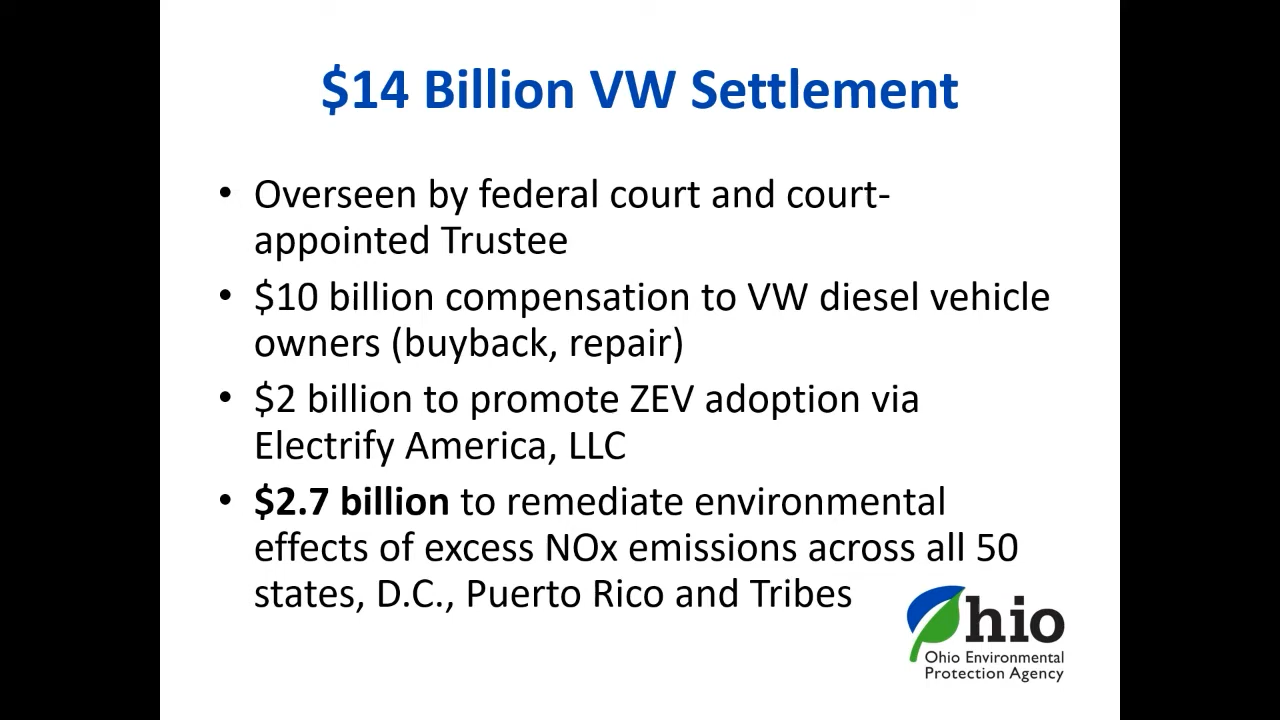 $14 Billion VW Settlement
• Overseen by federal court and court-
appointed Trustee
• $10 billion compensation to VW diesel vehicle
owners (buyback, repair)
• $2 billion to promote ZEV adoption via
Electrify America, LLC
• $2.7 billion to remediate environmental
effects of excess NOx emissions across all 50
states, D.C., Puerto Rico and Tribes
Ohio
Ohio Environmental
Protection Agency